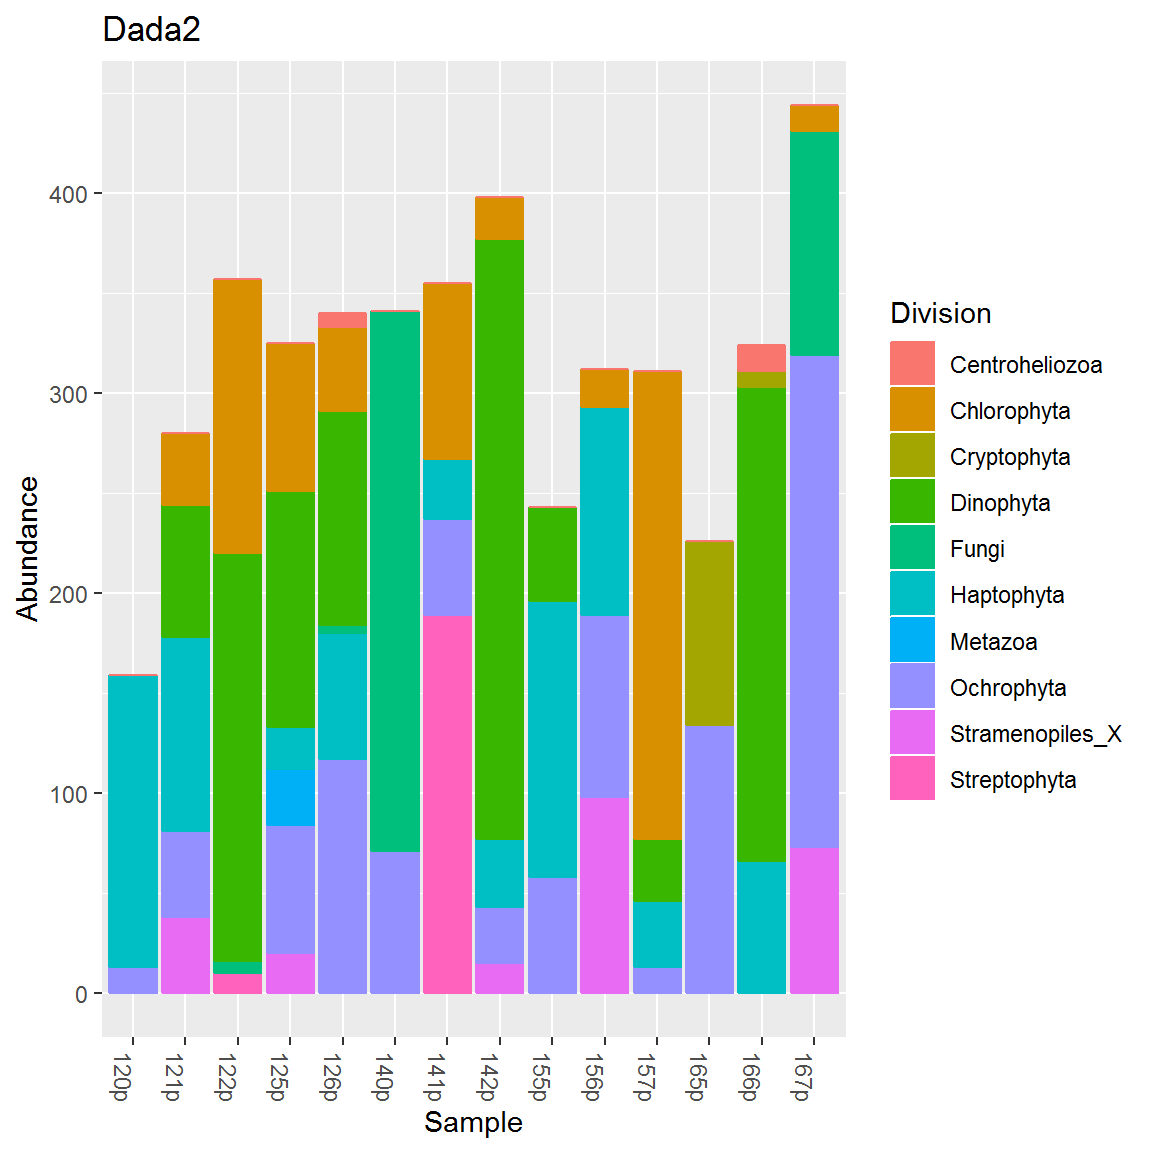 Dada2
Abundance
400
300
200
100
0
120p
121p
122p
125p
126p
140p
141p
142p
155p
156p
157p
165p
166p
167p
Sample
Division
Centroheliozoa
Chlorophyta
Cryptophyta
Dinophyta
Fungi
Haptophyta
Metazoa
Ochrophyta
Stramenopiles_X
Streptophyta